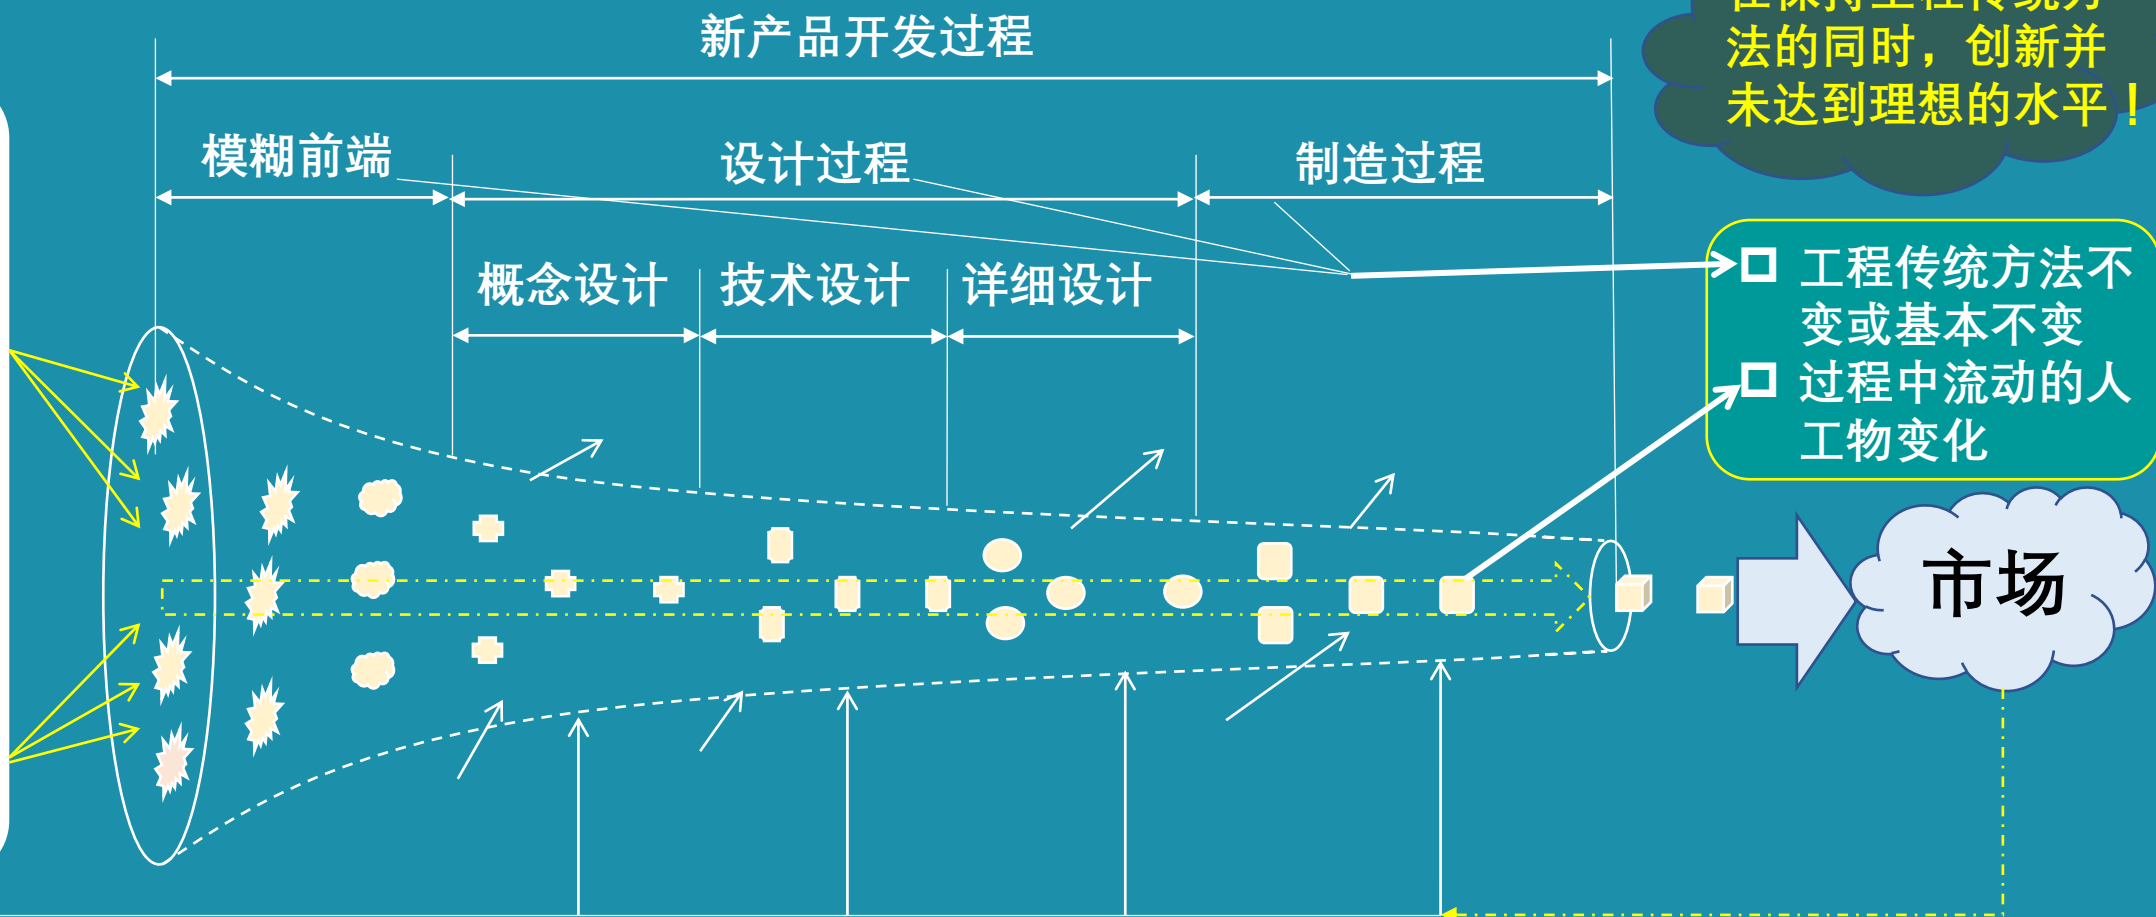 新产品开发过程
法的同时，创新并
未达到理想的水平！
模糊前端
设计过程
制造过程
概念设计
技术设计
详细设计
工程传统方法不
变或基本不变
过程中流动的人
工物变化
市场